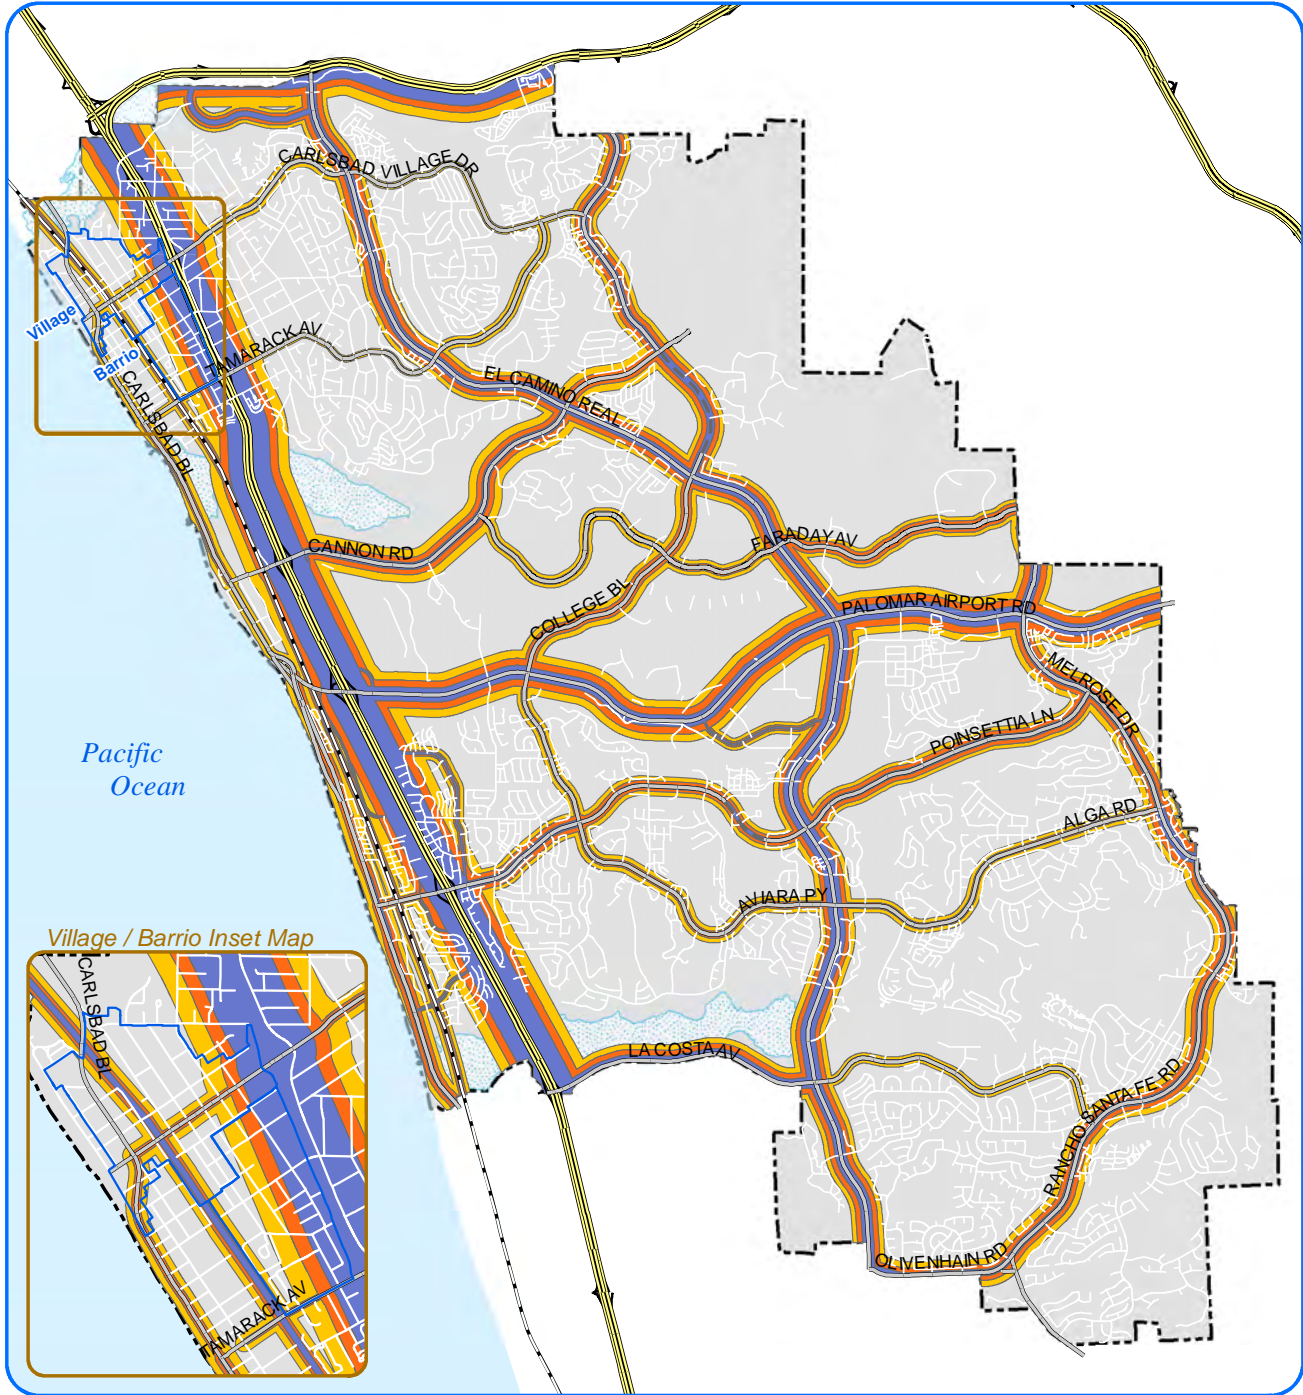 CARLSBAD VILLAGE DR
Village
Barrio
TAMARACK AV
CARLSBAD BL
EL CAMINO REAL
CANNON RD
FARADAY AV
COLLEGE BL
PALOMAR AIRPORT RD
MELROSE DR
POINSETTIA LN
Pacific
Ocean
ALGA RD
AVIARA PY
LA COSTA AV
RANCHO SANTA FE RD
OLIVENHAIN RD
Village / Barrio Inset Map
CARLSBAD BL
TAMARACK AV